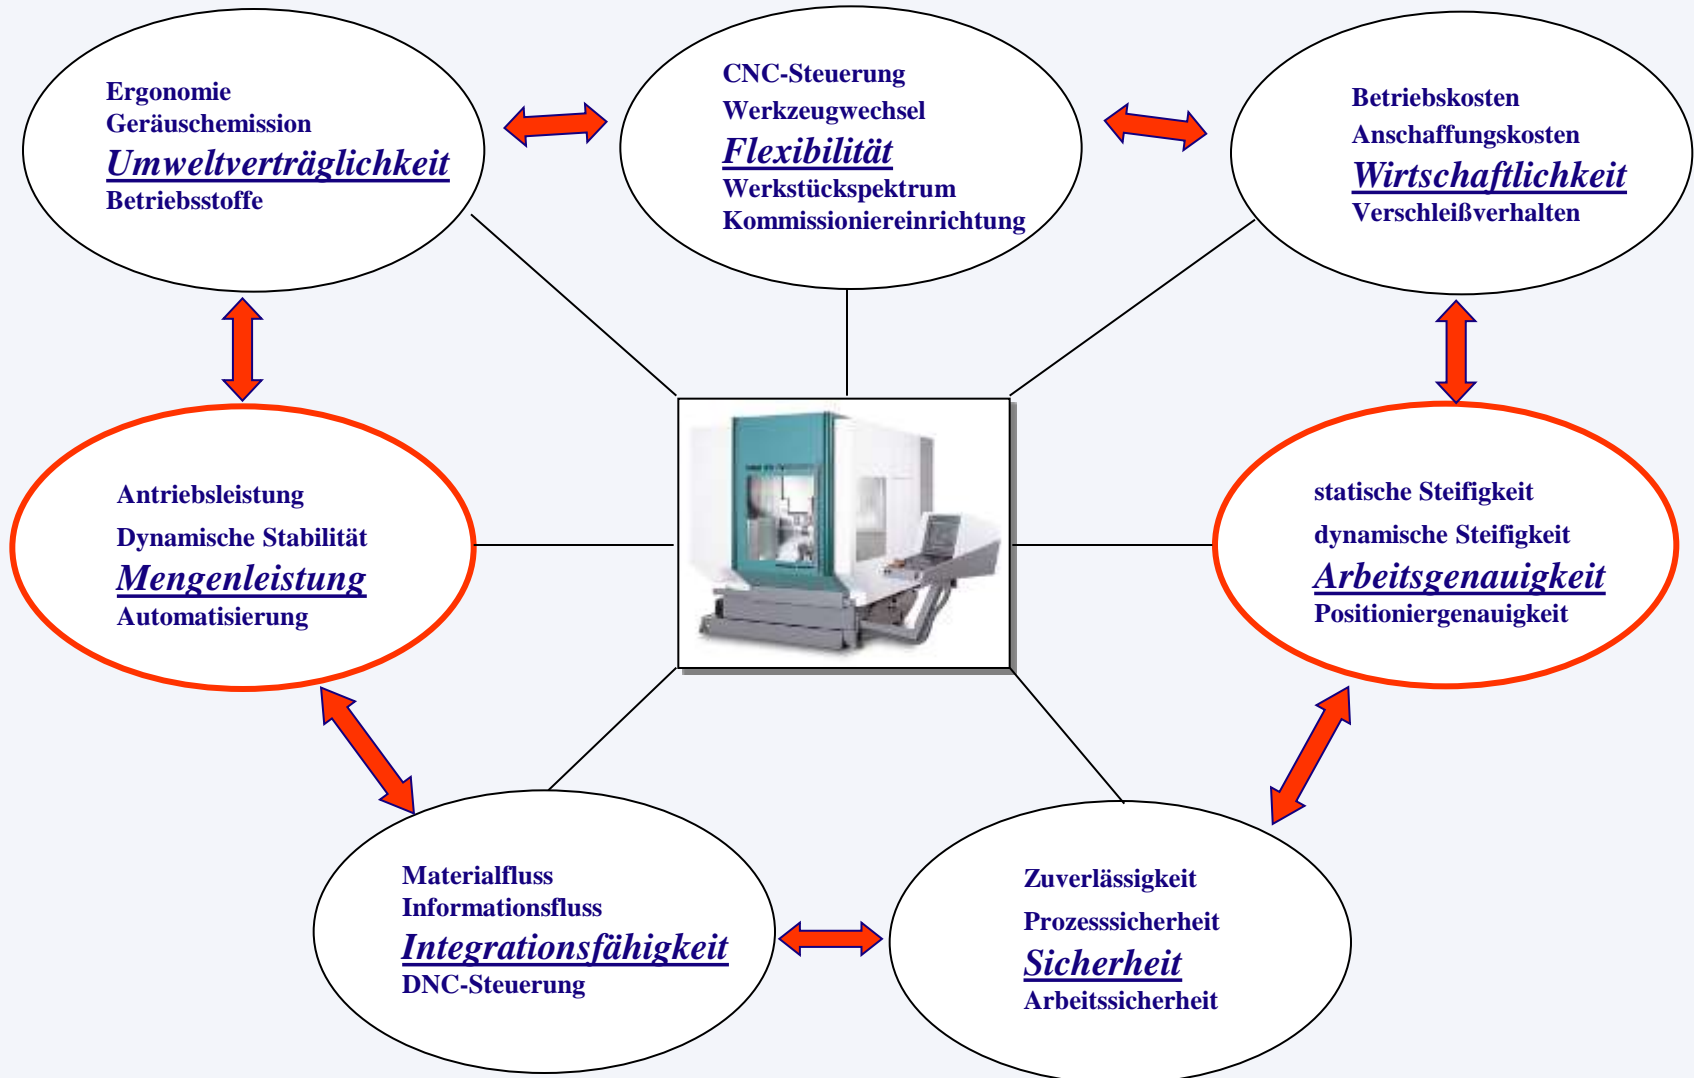 Ergonomie
Geräuschemission
Umweltverträglichkeit
Betriebsstoffe
CNC-Steuerung
Werkzeugwechsel
Flexibilität
Werkstückspektrum
Kommissioniereinrichtung
Betriebskosten
Anschaffungskosten
Wirtschaftlichkeit
Verschleißverhalten
Antriebsleistung
Dynamische Stabilität
Mengenleistung
Automatisierung
statische Steifigkeit
dynamische Steifigkeit
Arbeitsgenauigkeit
Positioniergenauigkeit
Materialfluss
Informationsfluss
Integrationsfähigkeit
DNC-Steuerung
Zuverlässigkeit
Prozesssicherheit
Sicherheit
Arbeitssicherheit